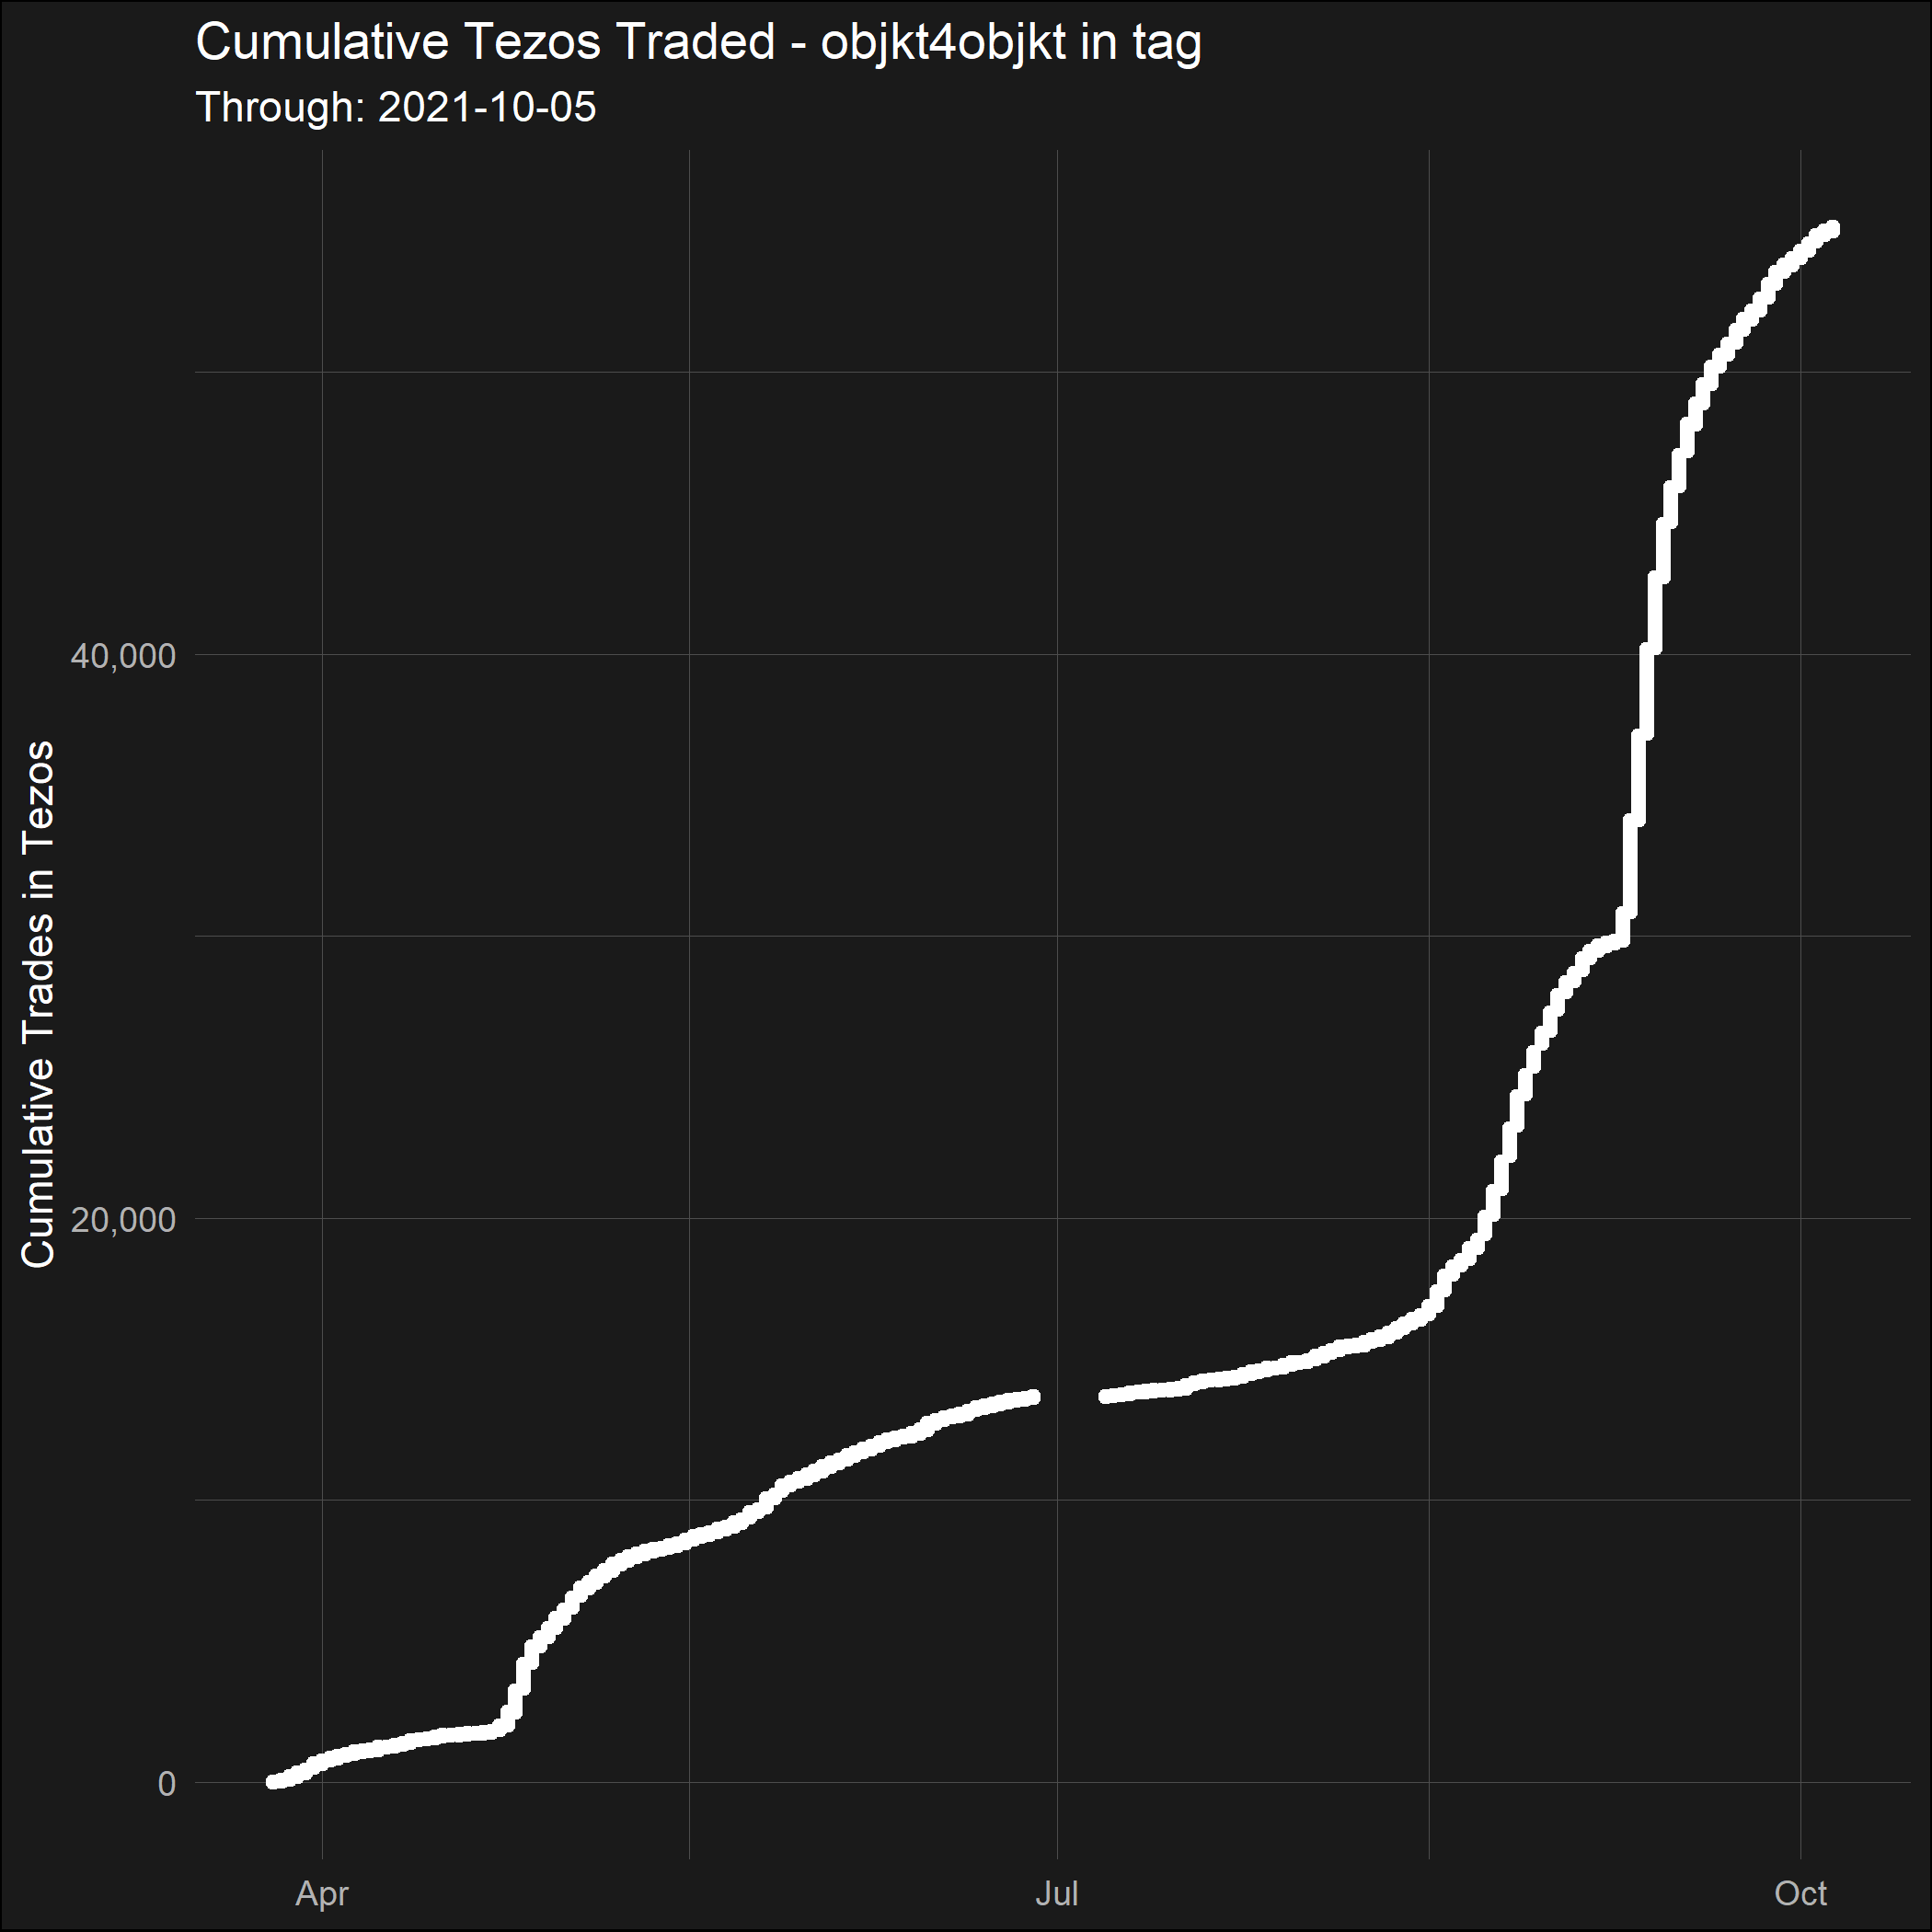 Cumulative Tezos Traded - objkt4objkt in tag
Through: 2021-10-05
Cumulative Trades in Tezos
40,000
20,000
0
Apr
Jul
Oct